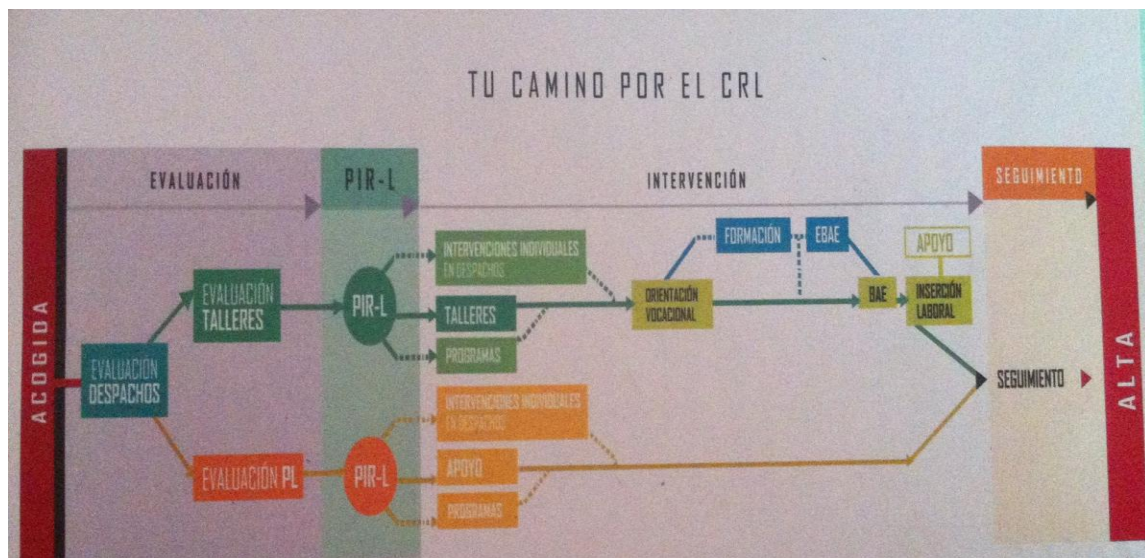 TU CAMINO POR EL CRL
ACOGIDA
EVALUACIÓN
PIR-L
INTERVENCIÓN
SEGUIMIENTO
ALTA
EVALUACIÓN
DESPACHOS
EVALUACIÓN
TALLERES
PIR-L
INTERVENCIONES INDIVIDUALES
EN DESPACHOS
TALLERES
PROGRAMAS
ORIENTACIÓN
VOCACIONAL
FORMACIÓN
EBAE
BAE
APOYO
INSERCIÓN
LABORAL
EVALUACIÓN PL
PIR-L
INTERVENCIONES INDIVIDUALES
EN DESPACHOS
APOYO
PROGRAMAS
SEGUIMIENTO